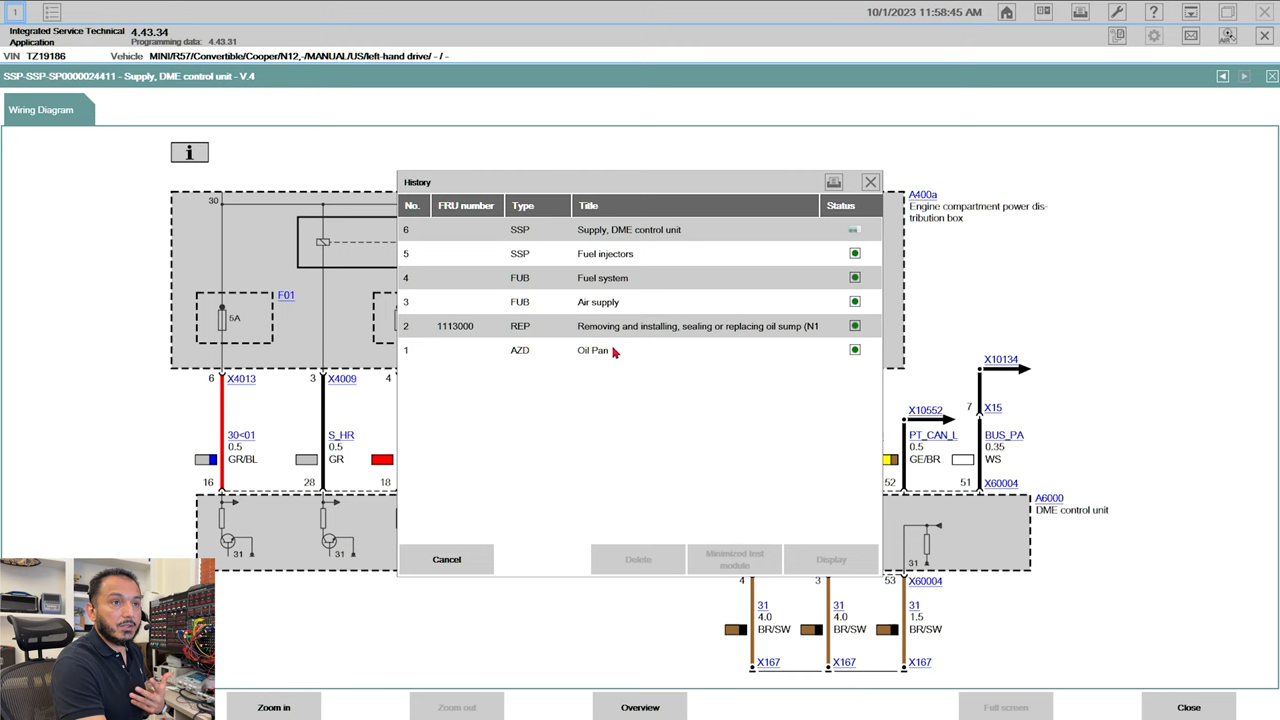 1
10/1/2023 11:58:45 AM
Integrated Service Technical
Application
4.43.34
Programming data: 4.43.31
AIR
VIN TZ19186 Vehicle MINI/R57/Convertible/Cooper/N12,-/MANUAL/US/left-hand drive/ - / -
SSP-SSP-SP0000024411 - Supply, DME control unit - V.4
Wiring Diagram
i
History
No. FRU number Type Title Status
6 SSP Supply, DME control unit
5 SSP Fuel injectors
4 FUB Fuel system
3 FUB Air supply
2 1113000 REP Removing and installing, sealing or replacing oil sump (N1
1 AZD Oil Pan
Cancel
Delete
Minimized test
module
Display
30
F01
5A
A400a
Engine compartment power dis-
tribution box
6 X4013 3 X4009 4
X10134
7 X15
X10552
30<01
0.5
GR/BL
S_HR
0.5
GR
PT_CAN_L
0.5
GE/BR
BUS_PA
0.35
WS
16 28 18 52 51 X60004
A6000
DME control unit
31 31 31
4 3 53 X60004
31
4.0
BR/SW
31
4.0
BR/SW
31
1.5
BR/SW
X167 X167 X167
Zoom in
Zoom out
Overview
Full screen
Close